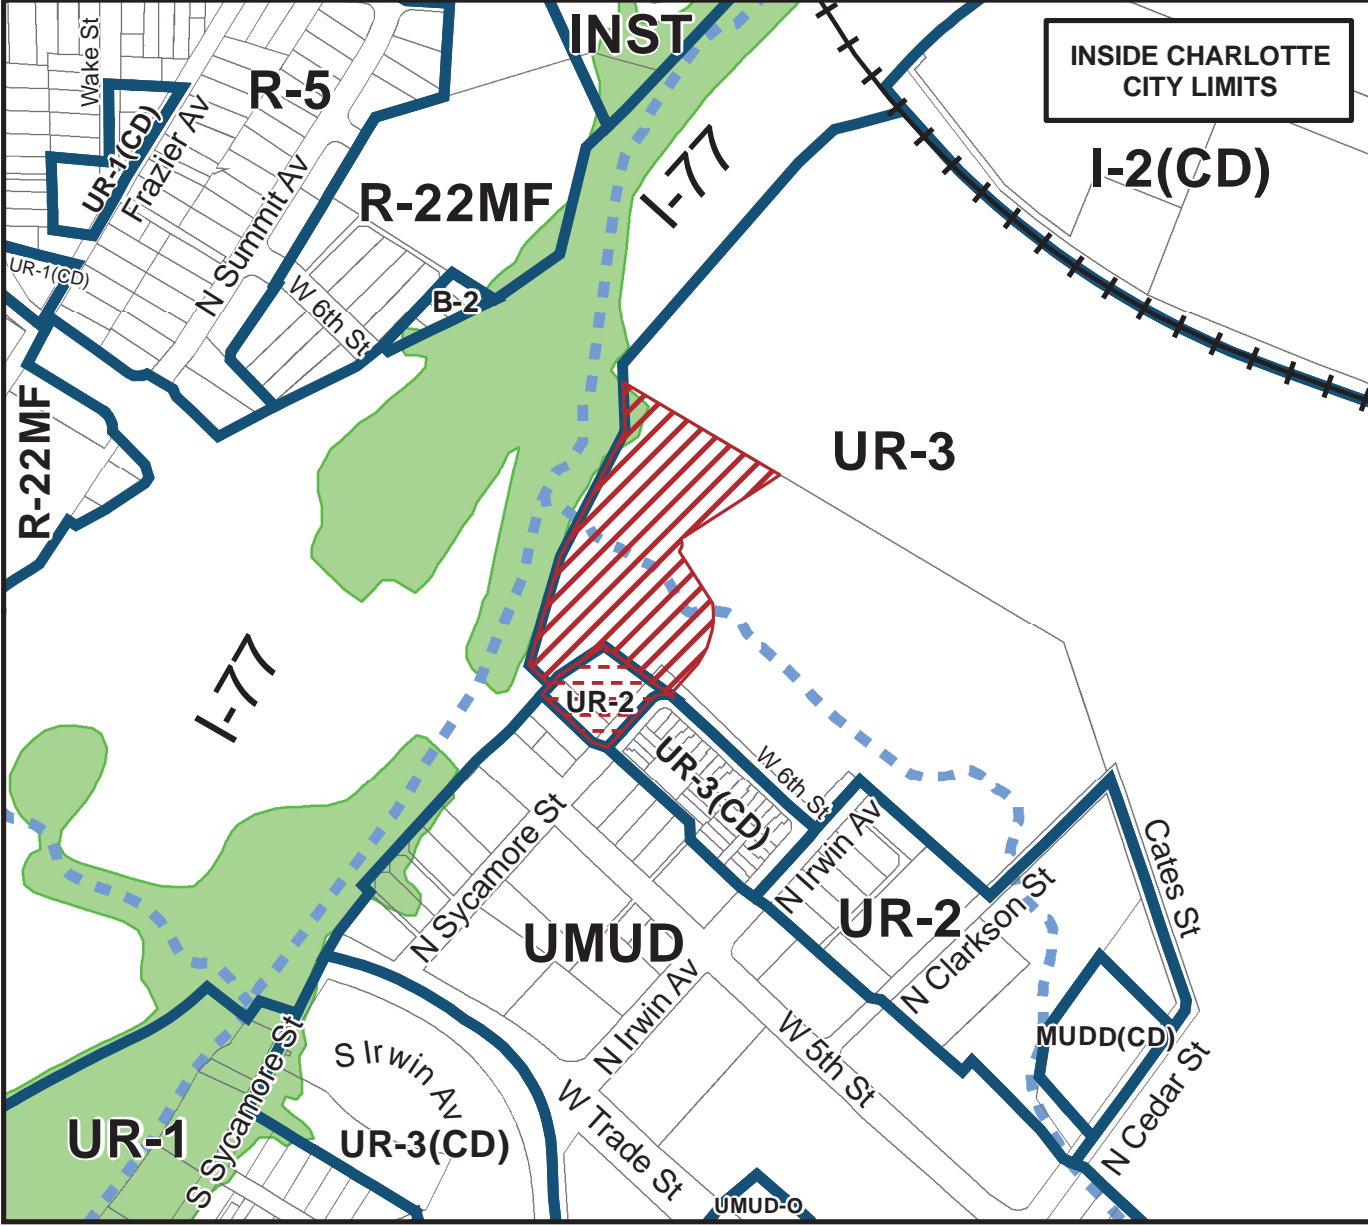 INST
INSIDE CHARLOTTE
CITY LIMITS
Wake St
R-5
UR-1(CD)
Frazier Av
I-77
I-2(CD)
R-22MF
N Summit Av
UR-1(CD)
W 6th St
B-2
R-22MF
UR-3
I-77
UR-2
UR-3(CD)
W 6th St
N Irwin Av
N Sycamore St
Cates St
UR-2
UMUD
N Clarkson St
N Irwin Av
W 5th St
MUDD(CD)
S Sycamore St
S Irwin Av
N Cedar St
W Trade St
UR-1
UR-3(CD)
UMUD-O